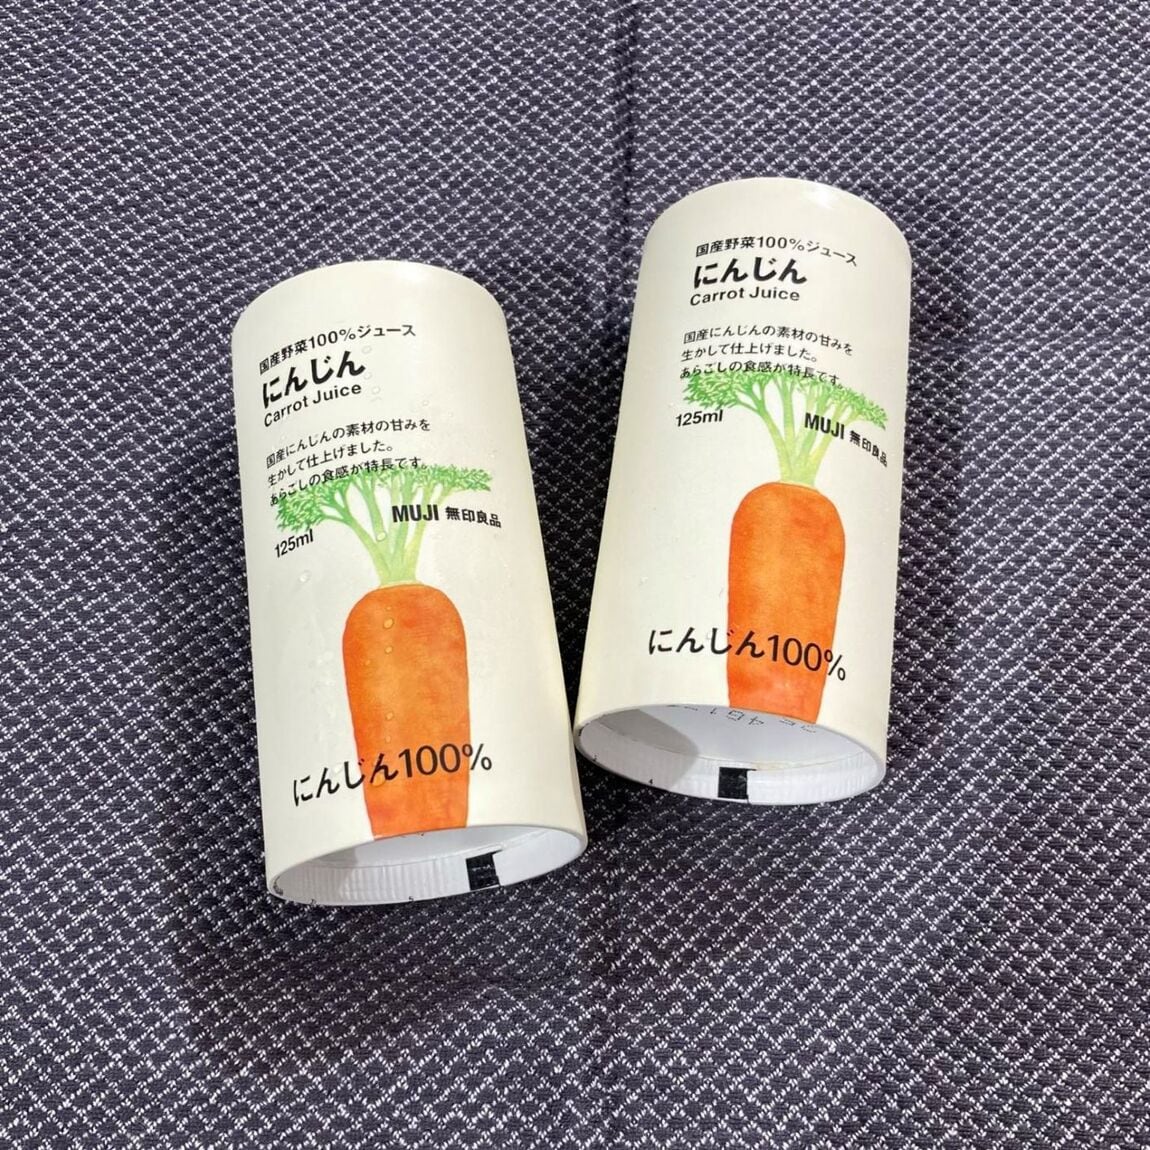 国産野菜100%ジュース
にんじん
Carrot Juice
国産にんじんの素材の甘みを
生かして仕上げました。
あらごしの食感が特長です。
125ml
MUJI 無印良品
にんじん100%
国産野菜100%ジュース
にんじん
Carrot Juice
国産にんじんの素材の甘みを
生かして仕上げました。
あらごしの食感が特長です。
125ml
MUJI 無印良品
にんじん100%